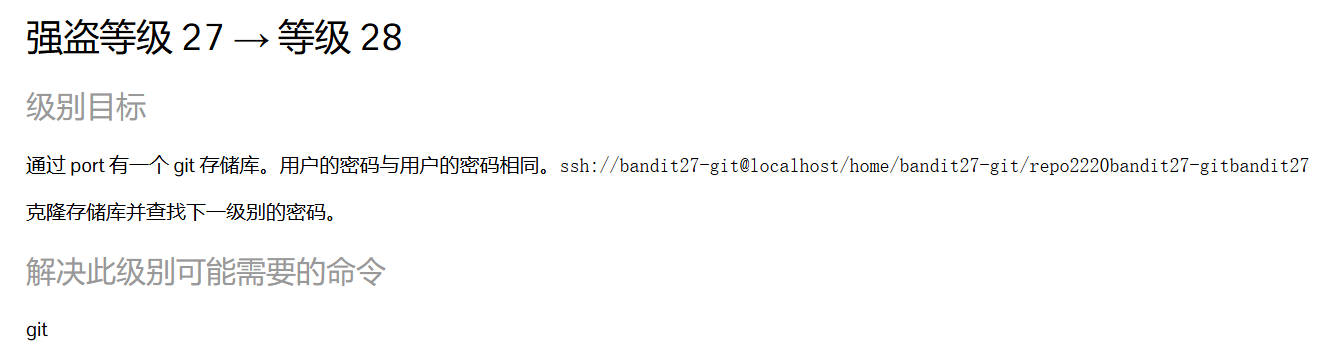 强盗等级 27 → 等级 28
级别目标
通过 port 有一个 git 存储库。用户的密码与用户的密码相同。ssh://bandit27-git@localhost/home/bandit27-git/repo2220bandit27-gitbandit27
克隆存储库并查找下一级别的密码。
解决此级别可能需要的命令
git